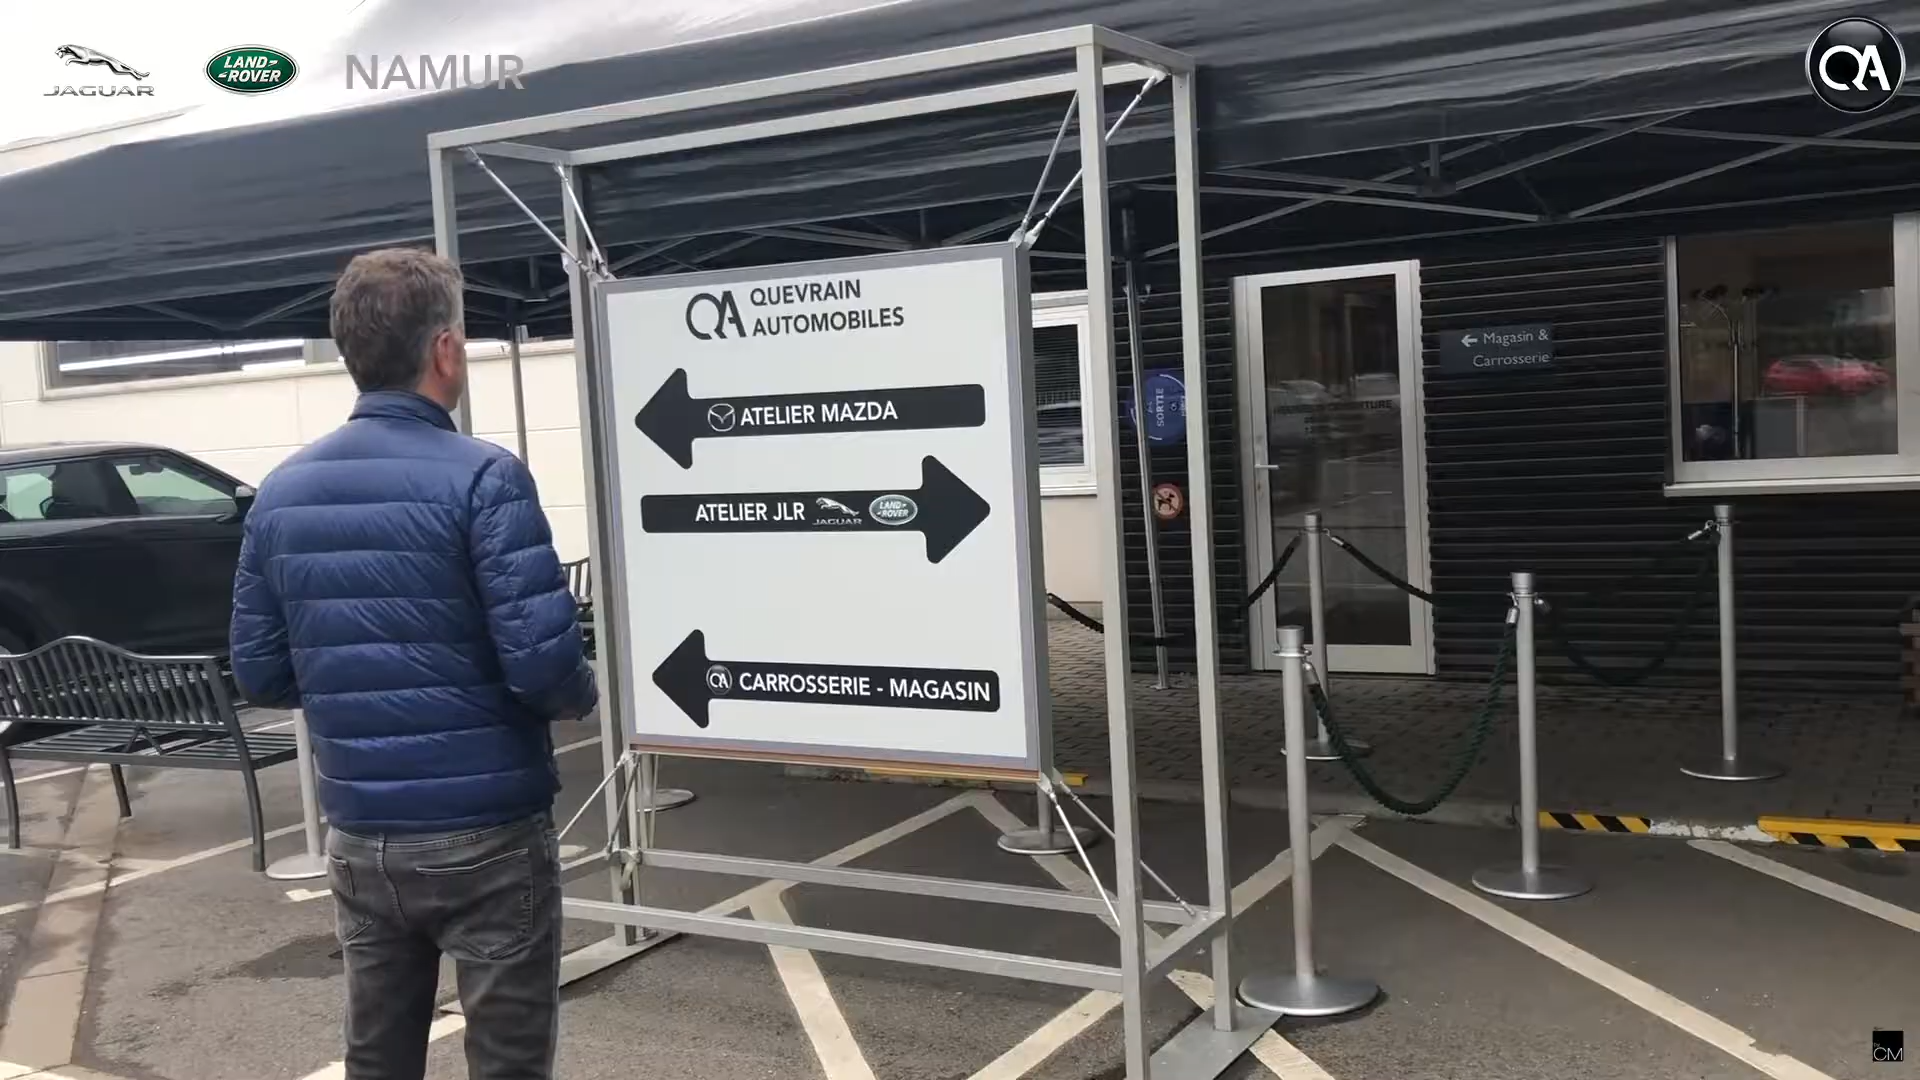 JAGUAR
LAND
ROVER
NAMUR
QA
QA QUEVRAIN
AUTOMOBILES
ATELIER MAZDA
ATELIER JLR JAGUAR LAND ROVER
QA CARROSSERIE - MAGASIN
← Magasin &
Carrosserie
SORTIE
CM